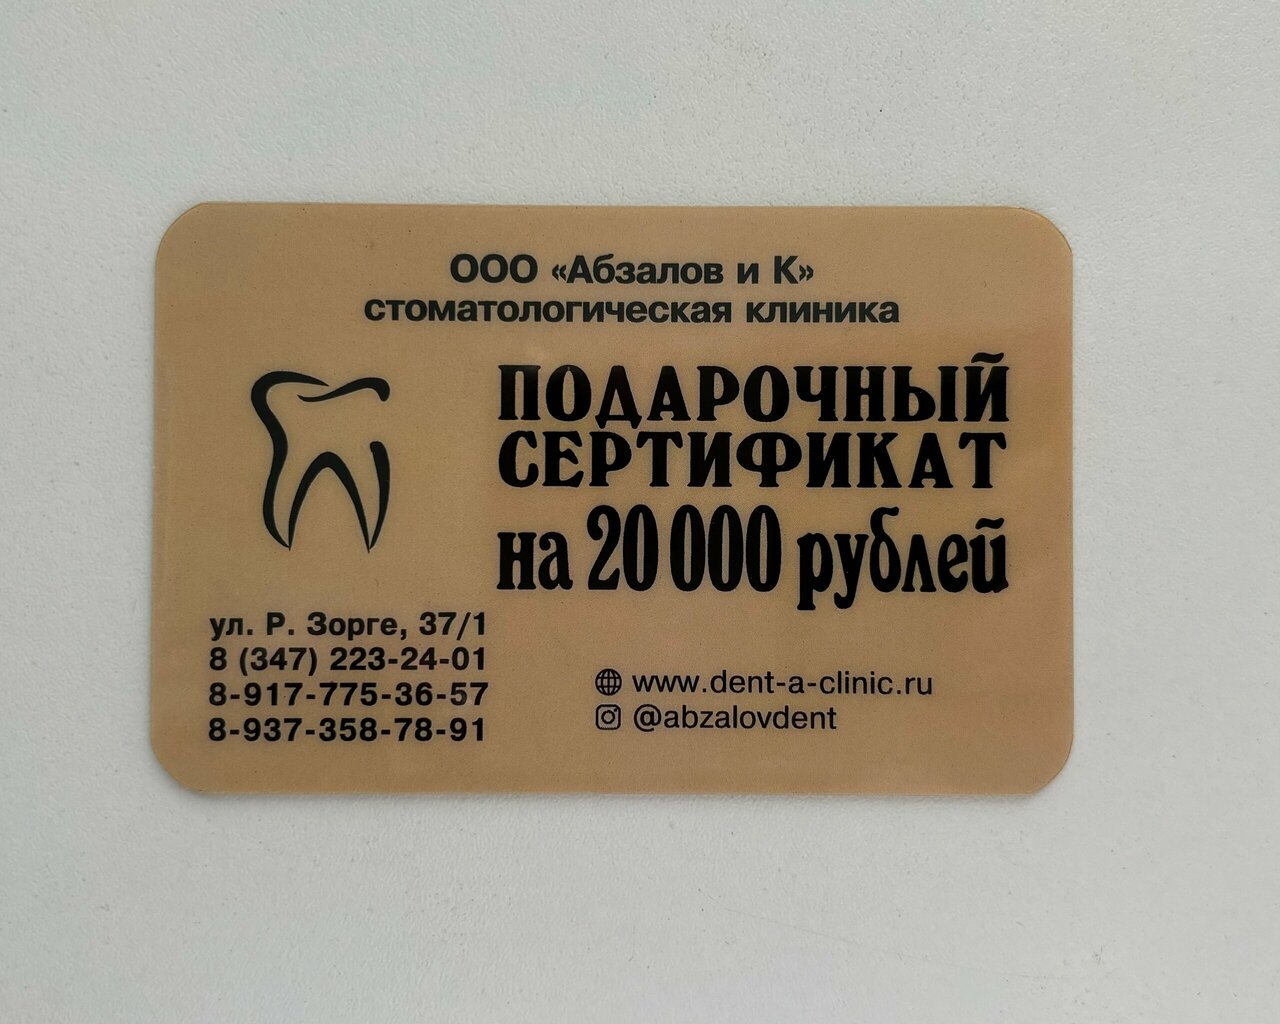 ООО «Абзалов и К»
стоматологическая клиника
ПОДАРОЧНЫЙ
СЕРТИФИКАТ
на 20 000 рублей
ул. Р. Зорге, 37/1
8 (347) 223-24-01
8-917-775-36-57
8-937-358-78-91
www.dent-a-clinic.ru
@abzalovdent